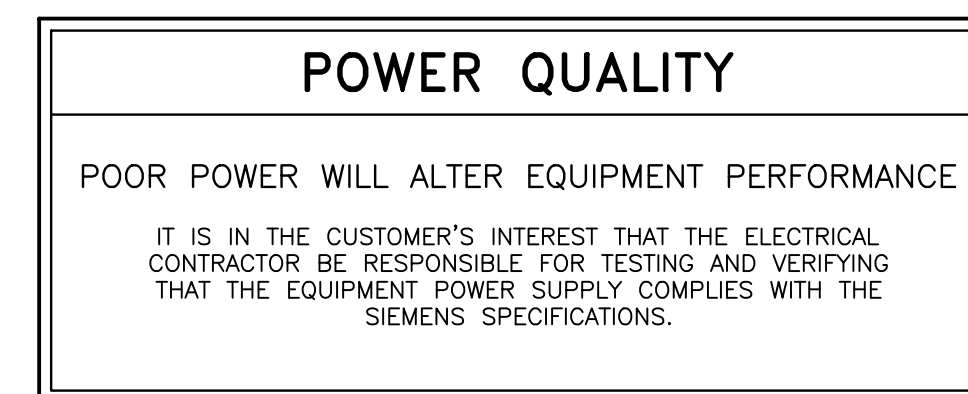 POWER QUALITY
POOR POWER WILL ALTER EQUIPMENT PERFORMANCE
IT IS IN THE CUSTOMER'S INTEREST THAT THE ELECTRICAL
CONTRACTOR BE RESPONSIBLE FOR TESTING AND VERIFYING
THAT THE EQUIPMENT POWER SUPPLY COMPLIES WITH THE
SIEMENS SPECIFICATIONS.